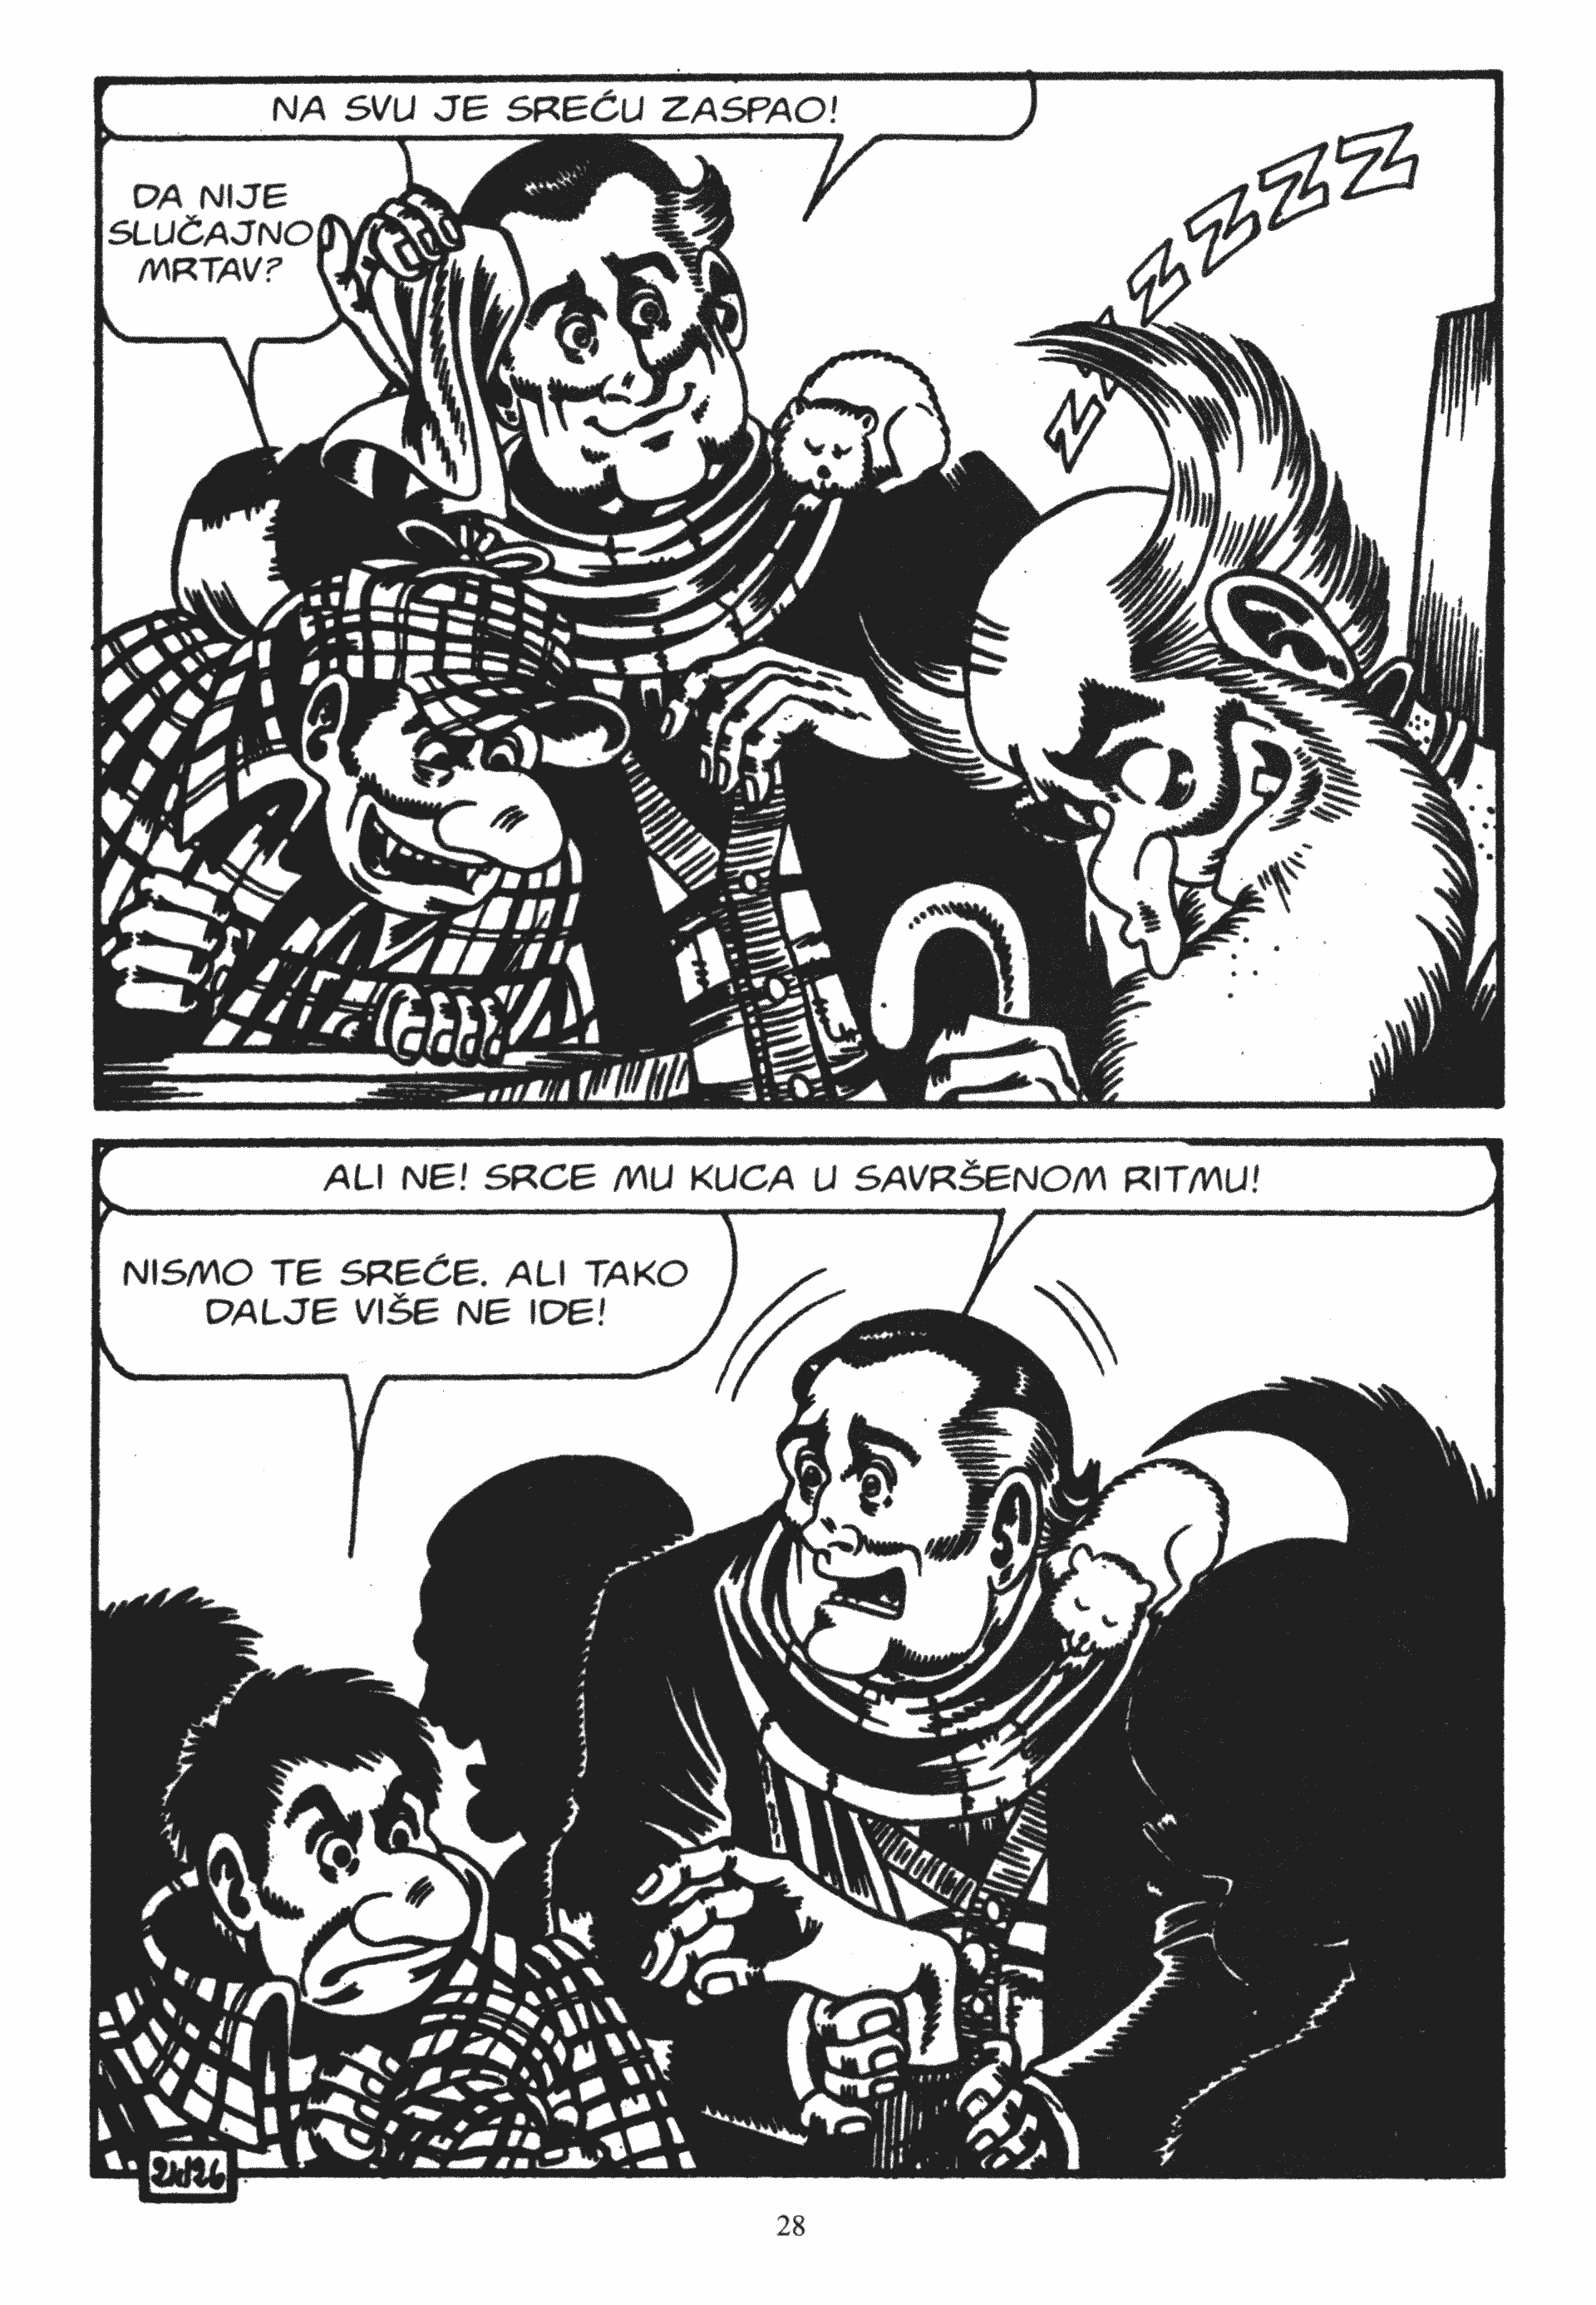 NA SVU JE SREĆU ZASPAO!
DA NIJE
SLUČAJNO
MRTAV?
Z Z Z Z Z Z Z
ALI NE! SRCE MU KUCA U SAVRŠENOM RITMU!
NISMO TE SREĆE. ALI TAKO
DALJE VIŠE NE IDE!
28